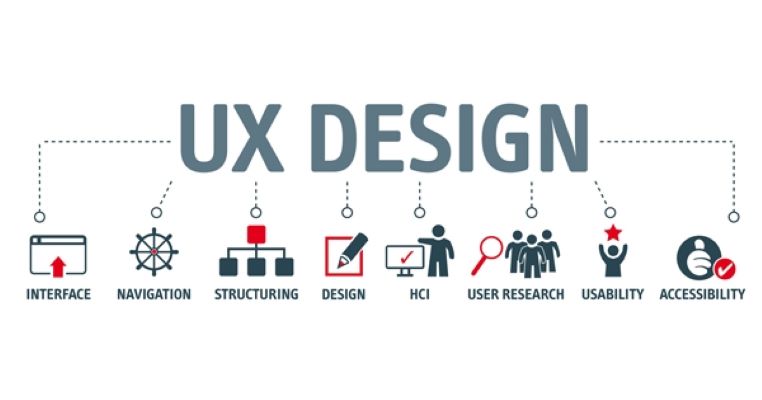 UX DESIGN
INTERFACE
NAVIGATION
STRUCTURING
DESIGN
HCI
USER RESEARCH
USABILITY
ACCESSIBILITY